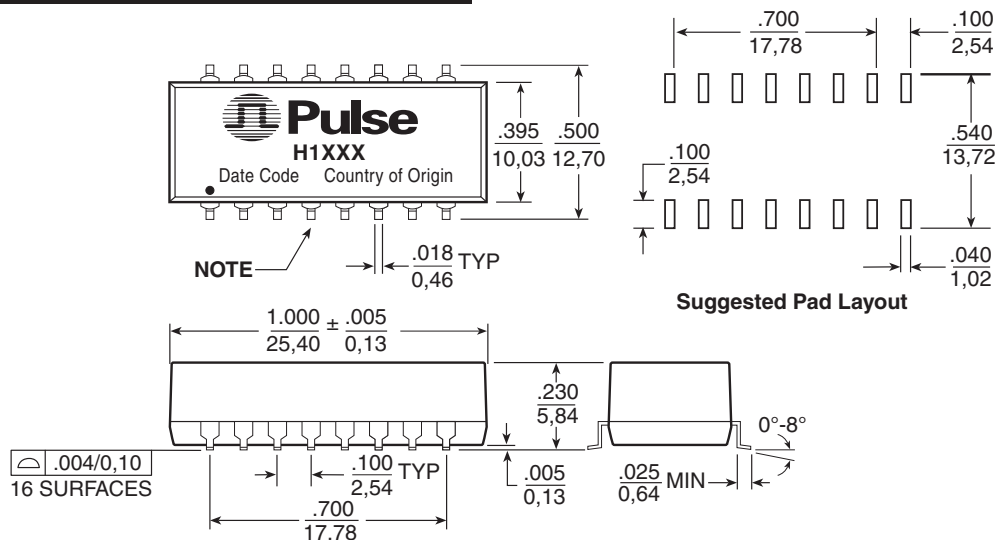 .700
17,78
.100
2,54
Pulse
H1XXX
Date Code Country of Origin
.395
10,03
.500
12,70
.100
2,54
.540
13,72
NOTE
.018
0,46
TYP
.040
1,02
Suggested Pad Layout
1.000 ± .005
25,40 0,13
.230
5,84
0°-8°
⌓ .004/0,10
16 SURFACES
.100
2,54
TYP
.005
0,13
.025
0,64
MIN
.700
17,78